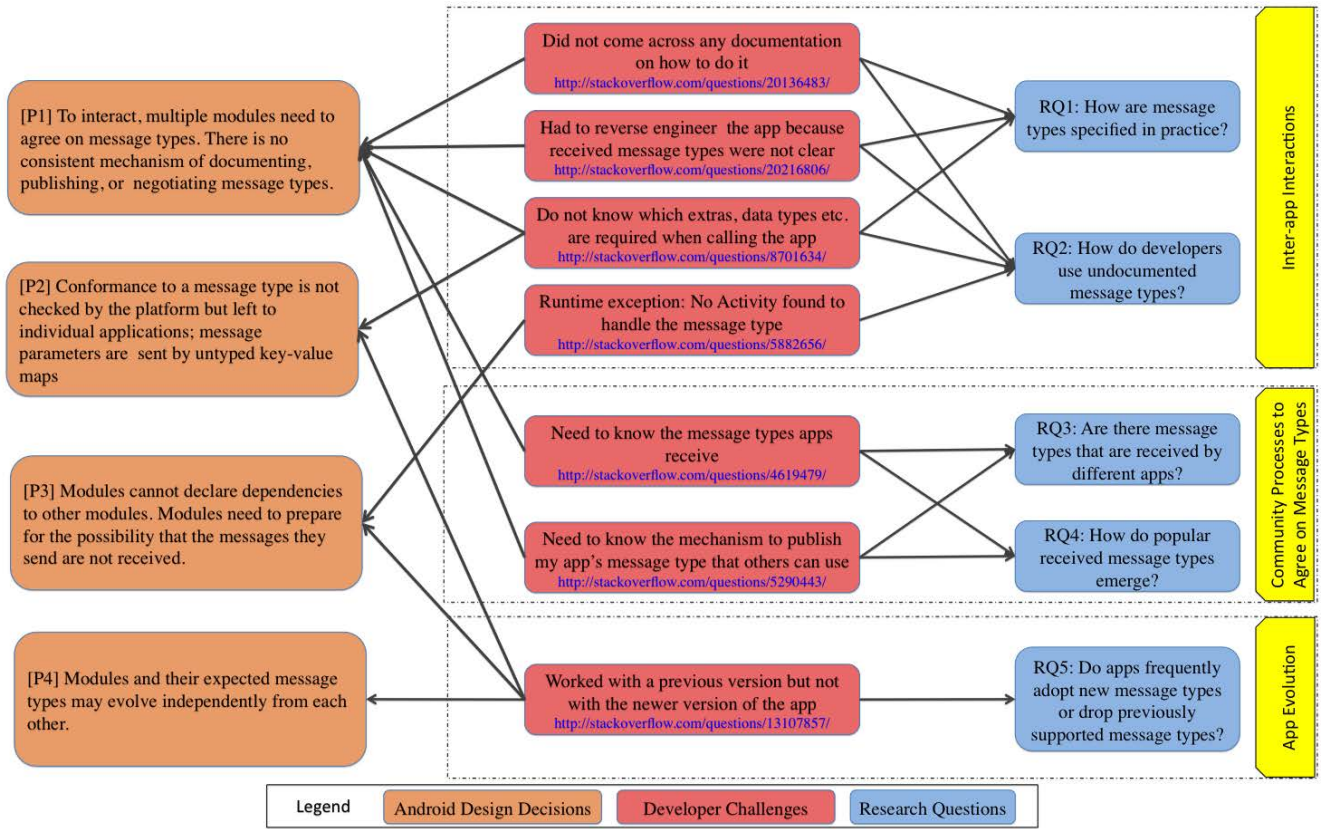 [P1] To interact, multiple modules need to
agree on message types. There is no
consistent mechanism of documenting,
publishing, or negotiating message types.
[P2] Conformance to a message type is not
checked by the platform but left to
individual applications; message
parameters are sent by untyped key-value
maps
[P3] Modules cannot declare dependencies
to other modules. Modules need to prepare
for the possibility that the messages they
send are not received.
[P4] Modules and their expected message
types may evolve independently from each
other.
Did not come across any documentation
on how to do it
http://stackoverflow.com/questions/20136483/
Had to reverse engineer the app because
received message types were not clear
http://stackoverflow.com/questions/20216806/
Do not know which extras, data types etc.
are required when calling the app
http://stackoverflow.com/questions/8701634/
Runtime exception: No Activity found to
handle the message type
http://stackoverflow.com/questions/5882656/
Need to know the message types apps
receive
http://stackoverflow.com/questions/4619479/
Need to know the mechanism to publish
my app's message type that others can use
http://stackoverflow.com/questions/5290443/
Worked with a previous version but not
with the newer version of the app
http://stackoverflow.com/questions/13107857/
RQ1: How are message
types specified in practice?
RQ2: How do developers
use undocumented
message types?
RQ3: Are there message
types that are received by
different apps?
RQ4: How do popular
received message types
emerge?
RQ5: Do apps frequently
adopt new message types
or drop previously
supported message types?
Inter-app Interactions
Community Processes to
Agree on Message Types
App Evolution
Legend
Android Design Decisions
Developer Challenges
Research Questions